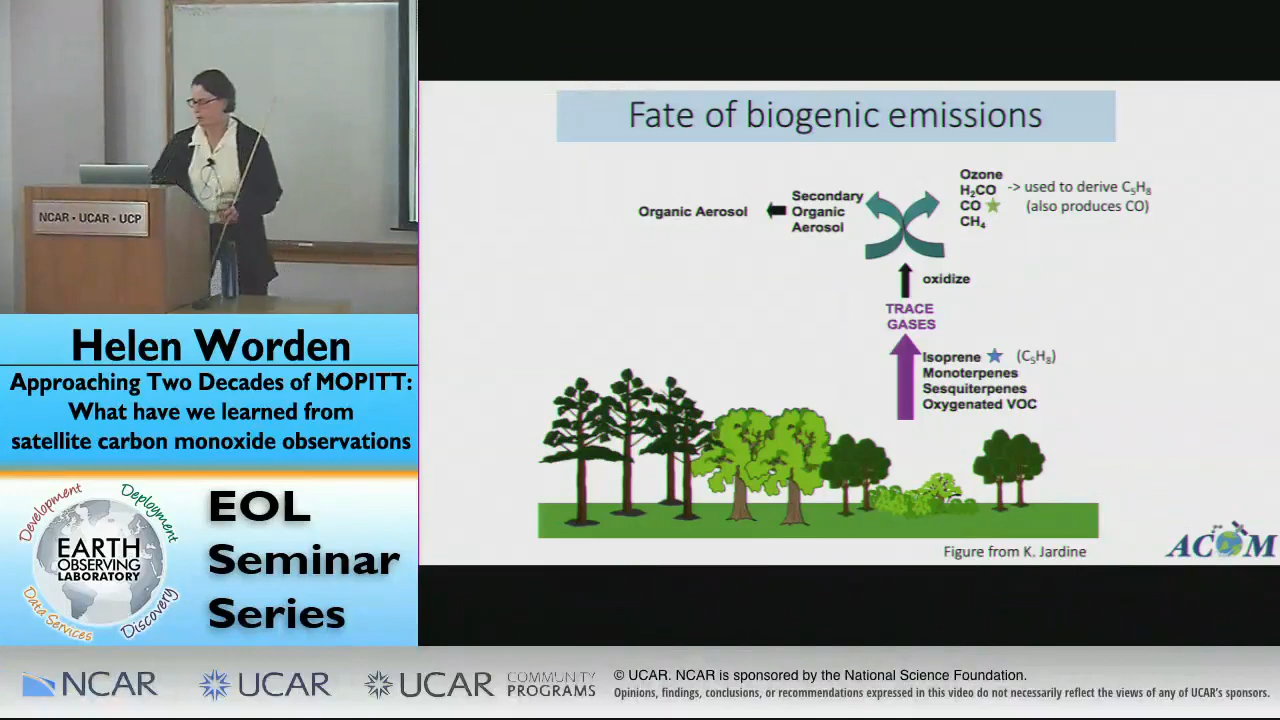 NCAR • UCAR • UCP
Helen Worden
Approaching Two Decades of MOPITT:
What have we learned from
satellite carbon monoxide observations
Development
Deployment
EARTH
OBSERVING
LABORATORY
Data Services
Discovery
EOL
Seminar
Series
Fate of biogenic emissions
Ozone
H₂CO -> used to derive C₅H₈
CO (also produces CO)
CH₄
Secondary
Organic
Aerosol
Organic Aerosol
oxidize
TRACE
GASES
Isoprene (C₅H₈)
Monoterpenes
Sesquiterpenes
Oxygenated VOC
Figure from K. Jardine
ACOM
NCAR
UCAR
UCAR
COMMUNITY
PROGRAMS
© UCAR. NCAR is sponsored by the National Science Foundation.
Opinions, findings, conclusions, or recommendations expressed in this video do not necessarily reflect the views of any of UCAR's sponsors.